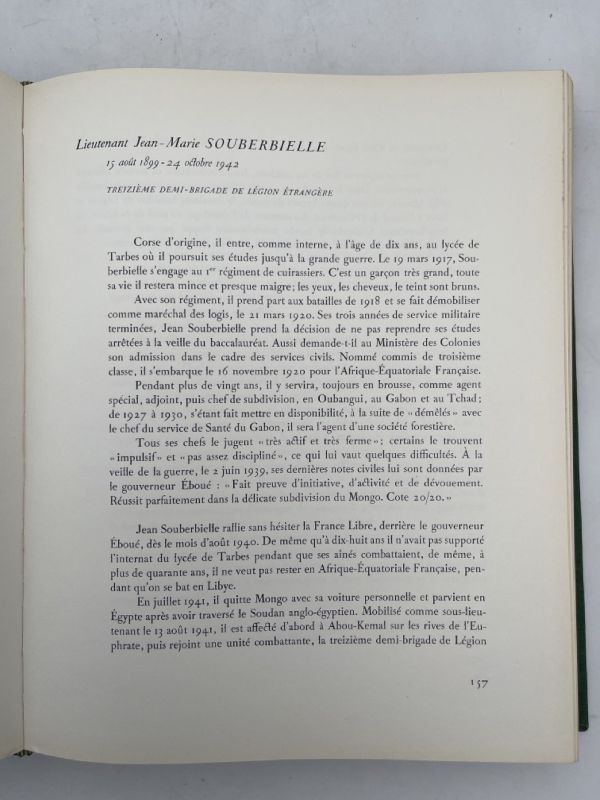 Lieutenant Jean-Marie SOUBERBIELLE
15 août 1899-24 octobre 1942
TREIZIÈME DEMI-BRIGADE DE LÉGION ÉTRANGÈRE
Corse d'origine, il entre, comme interne, à l'âge de dix ans, au lycée de
Tarbes où il poursuit ses études jusqu'à la grande guerre. Le 19 mars 1917, Sou-
berbielle s'engage au 1er régiment de cuirassiers. C'est un garçon très grand, toute
sa vie il restera mince et presque maigre; les yeux, les cheveux, le teint sont bruns.
Avec son régiment, il prend part aux batailles de 1918 et se fait démobiliser
comme maréchal des logis, le 21 mars 1920. Ses trois années de service militaire
terminées, Jean Souberbielle prend la décision de ne pas reprendre ses études
arrêtées à la veille du baccalauréat. Aussi demande-t-il au Ministère des Colonies
son admission dans le cadre des services civils. Nommé commis de troisième
classe, il s'embarque le 16 novembre 1920 pour l'Afrique-Équatoriale Française.
Pendant plus de vingt ans, il y servira, toujours en brousse, comme agent
spécial, adjoint, puis chef de subdivision, en Oubangui, au Gabon et au Tchad;
de 1927 à 1930, s'étant fait mettre en disponibilité, à la suite de «démêlés» avec
le chef du service de Santé du Gabon, il sera l'agent d'une société forestière.
Tous ses chefs le jugent «très actif et très ferme»; certains le trouvent
«impulsif» et «pas assez discipliné», ce qui lui vaut quelques difficultés. À la
veille de la guerre, le 2 juin 1939, ses dernières notes civiles lui sont données par
le gouverneur Éboué : «Fait preuve d'initiative, d'activité et de dévouement.
Réussit parfaitement dans la délicate subdivision du Mongo. Cote 20/20.»
Jean Souberbielle rallie sans hésiter la France Libre, derrière le gouverneur
Éboué, dès le mois d'août 1940. De même qu'à dix-huit ans il n'avait pas supporté
l'internat du lycée de Tarbes pendant que ses aînés combattaient, de même, à
plus de quarante ans, il ne veut pas rester en Afrique-Équatoriale Française, pen-
dant qu'on se bat en Libye.
En juillet 1941, il quitte Mongo avec sa voiture personnelle et parvient en
Égypte après avoir traversé le Soudan anglo-égyptien. Mobilisé comme sous-lieu-
tenant le 13 août 1941, il est affecté d'abord à Abou-Kemal sur les rives de l'Eu-
phrate, puis rejoint une unité combattante, la treizième demi-brigade de Légion
157